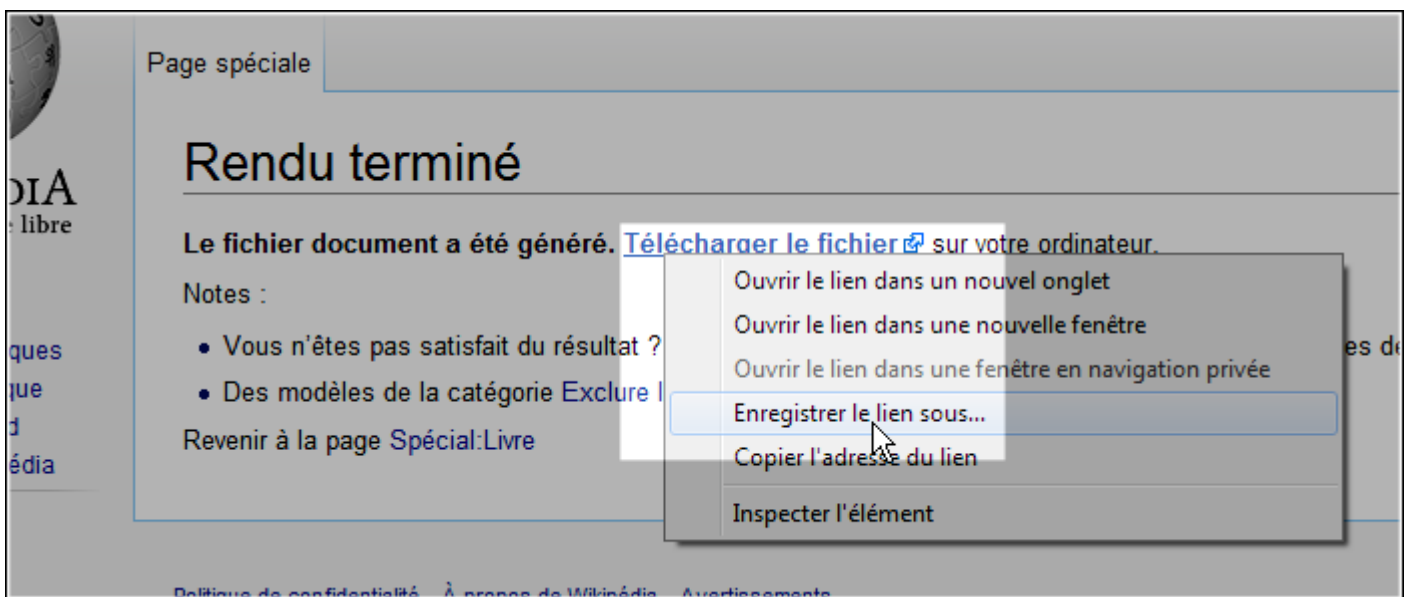 Page spéciale
Rendu terminé
DIA
libre
Le fichier document a été généré. Télécharger le fichier sur votre ordinateur.
Notes :
• Vous n’êtes pas satisfait du résultat ?
• Des modèles de la catégorie Exclure l
Revenir à la page Spécial:Livre
Ouvrir le lien dans un nouvel onglet
Ouvrir le lien dans une nouvelle fenêtre
Ouvrir le lien dans une fenêtre en navigation privée
Enregistrer le lien sous...
Copier l'adresse du lien
Inspecter l'élément
ques
que
d
édia
es de
Politique de confidentialité À propos de Wikipédia Avertissements